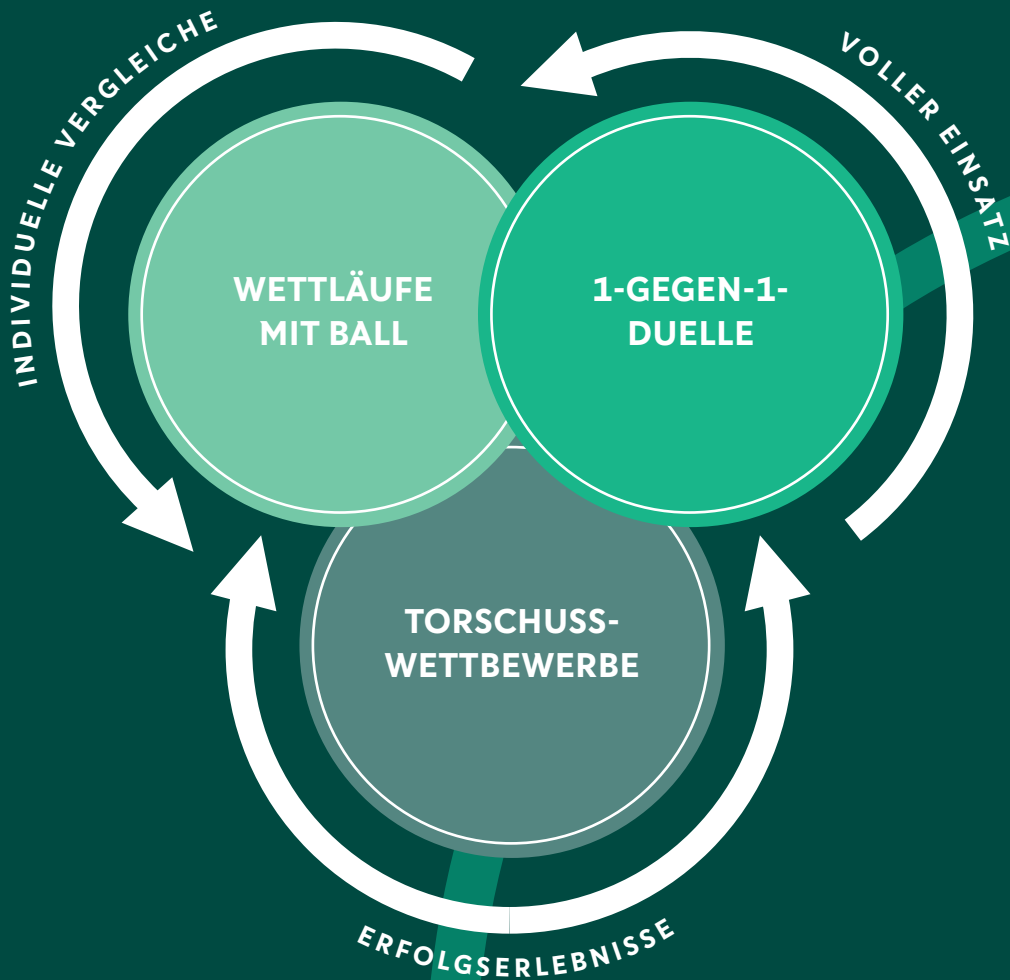 INDIVIDUELLE VERGLEICHE
VOLLER EINSATZ
WETTLÄUFE
MIT BALL
1-GEGEN-1-
DUELLE
TORSCHUSS-
WETTBEWERBE
ERFOLGSERLEBNISSE